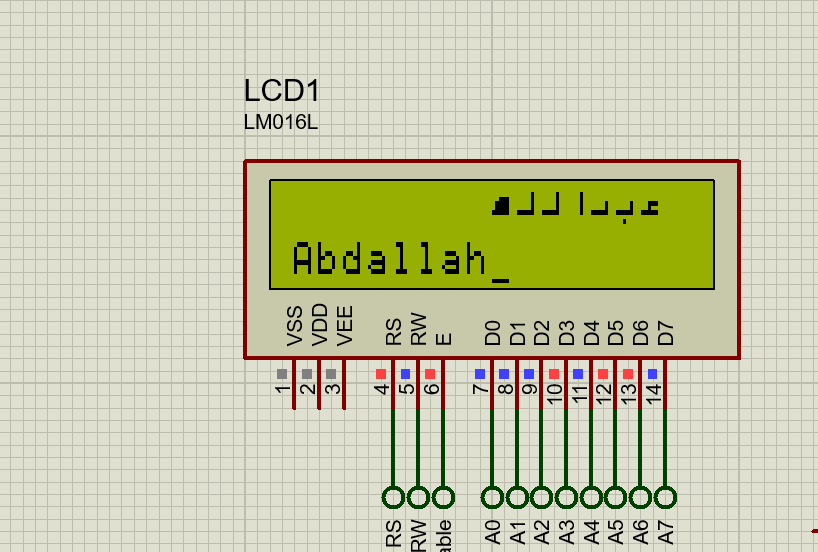 LCD1
LM016L
عبدالله
Abdallah_
VSS VDD VEE RS RW E D0 D1 D2 D3 D4 D5 D6 D7
1 2 3 4 5 6 7 8 9 10 11 12 13 14
RS RW able A0 A1 A2 A3 A4 A5 A6 A7